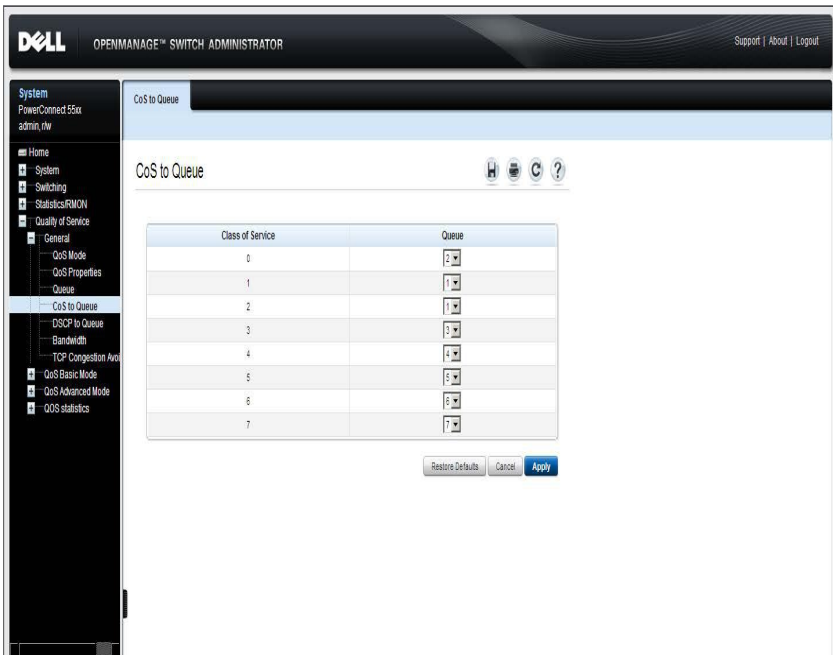 DELL
OPENMANAGE™ SWITCH ADMINISTRATOR
Support | About | Logout
System
PowerConnect 55xx
admin, r/w
CoS to Queue
Home
System
Switching
Statistics/RMON
Quality of Service
General
QoS Mode
QoS Properties
Queue
CoS to Queue
DSCP to Queue
Bandwidth
TCP Congestion Avoi
QoS Basic Mode
QoS Advanced Mode
QOS statistics
CoS to Queue
Class of Service Queue
0 2
1 1
2 1
3 3
4 4
5 5
6 6
7 7
Restore Defaults Cancel Apply